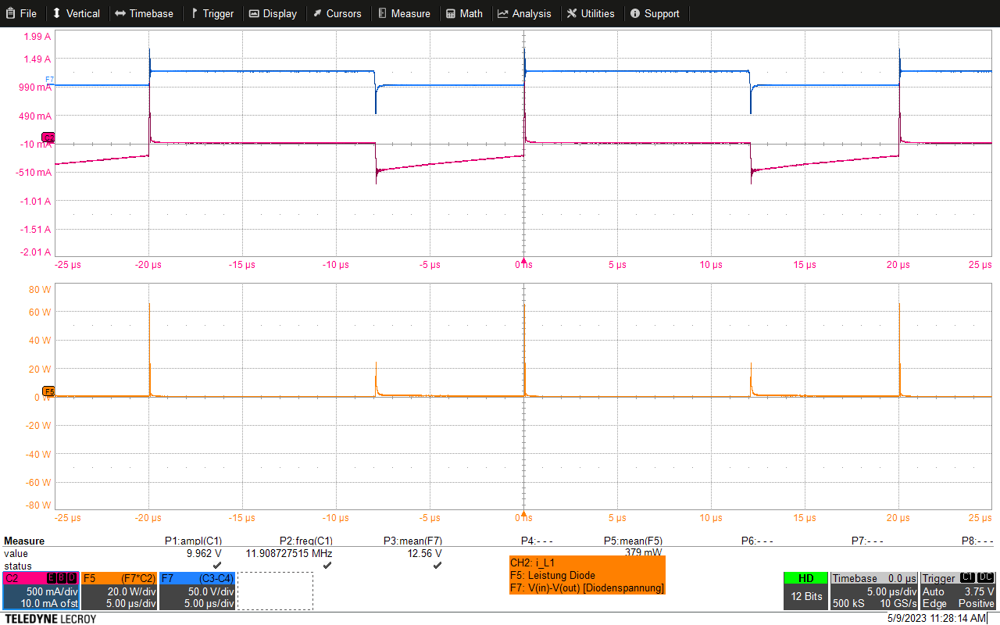 File Vertical Timebase Trigger Display Cursors Measure Math Analysis Utilities Support
1.99 A
1.49 A
F7
990 mA
490 mA
C2
-10 mA
-510 mA
-1.01 A
-1.51 A
-2.01 A
-25 µs -20 µs -15 µs -10 µs -5 µs 0 ns 5 µs 10 µs 15 µs 20 µs 25 µs
80 W
60 W
40 W
20 W
F5
0 W
-20 W
-40 W
-60 W
-80 W
-25 µs -20 µs -15 µs -10 µs -5 µs 0 ns 5 µs 10 µs 15 µs 20 µs 25 µs
Measure P1:ampl(C1) P2:freq(C1) P3:mean(F7) P4:- - - P5:mean(F5) P6:- - - P7:- - - P8:- - -
value 9.962 V 11.908727515 MHz 12.56 V 379 mW
status
CH2: i_L1
F5: Leistung Diode
F7: V(in)-V(out) [Diodenspannung]
C2 E B D F5 (F7*C2) F7 (C3-C4) HD Timebase 0.0 µs Trigger C1 DC
500 mA/div 20.0 W/div 50.0 V/div 12 Bits 5.00 µs/div Auto 3.75 V
10.0 mA ofst 5.00 µs/div 5.00 µs/div 500 kS 10 GS/s Edge Positive
TELEDYNE LECROY 5/9/2023 11:28:14 AM